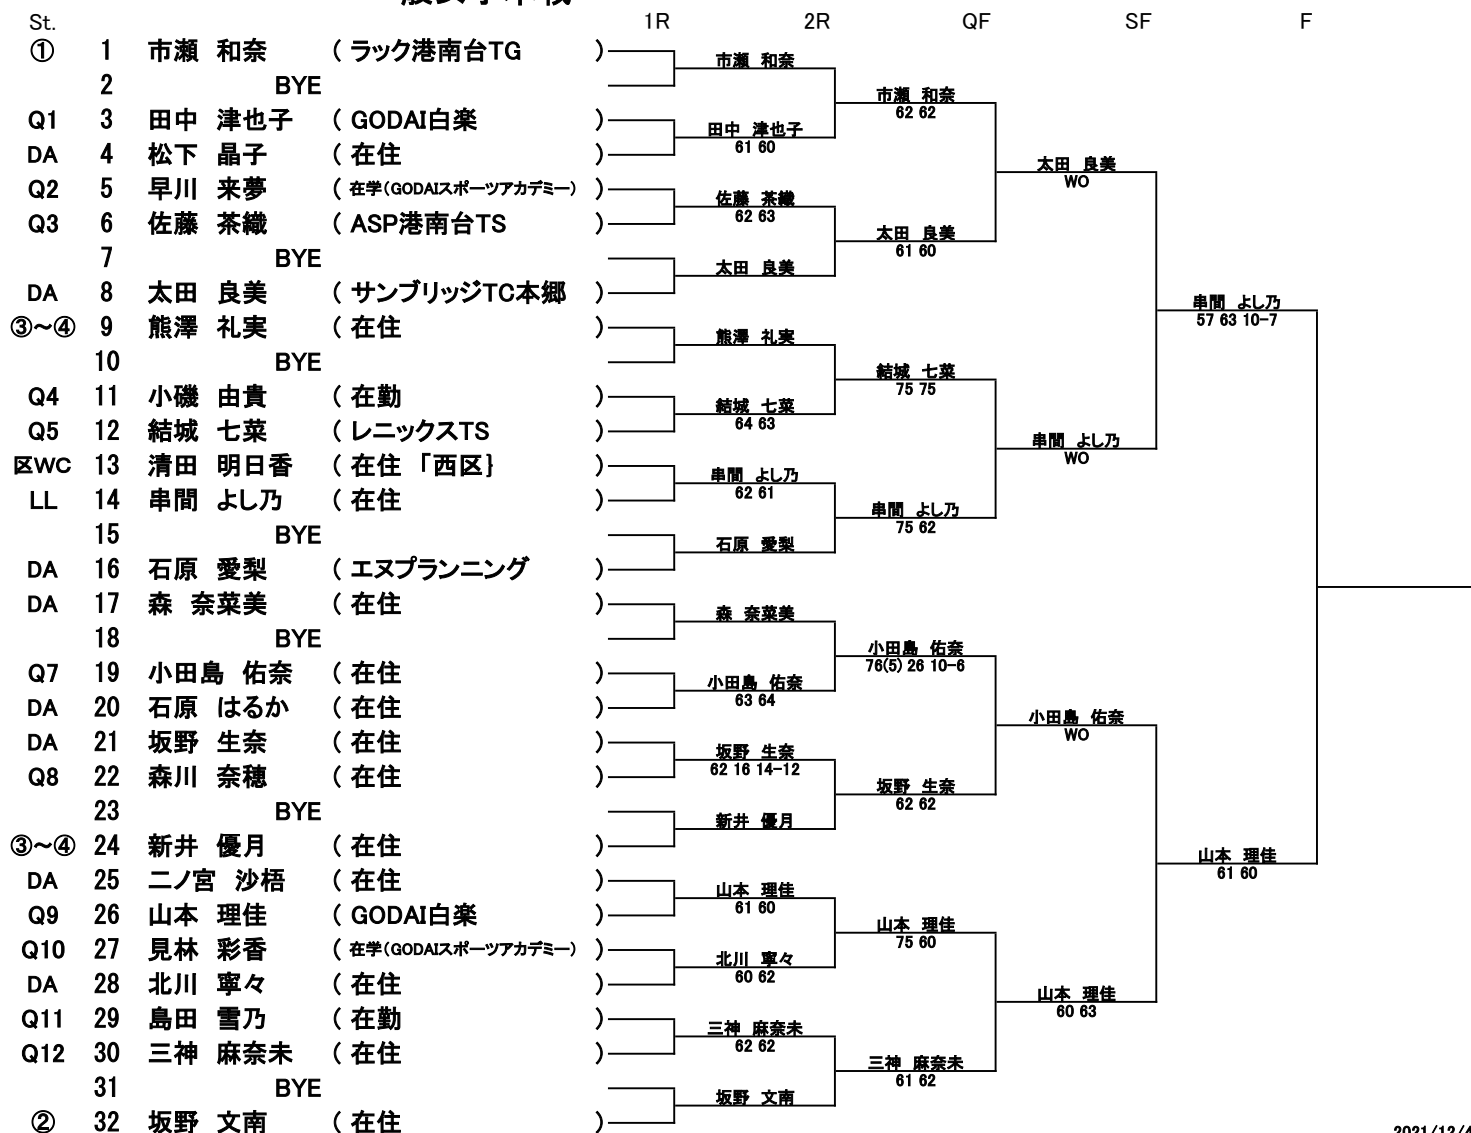 St. 1R 2R QF SF F
① 1 市瀬 和奈 ( ラック港南台TG )
市瀬 和奈
2 BYE
市瀬 和奈
62 62
Q1 3 田中 津也子 ( GODAI白楽 )
田中 津也子
61 60
DA 4 松下 晶子 ( 在住 )
太田 良美
WO
Q2 5 早川 来夢 ( 在学(GODAIスポーツアカデミー) )
佐藤 茶織
62 63
Q3 6 佐藤 茶織 ( ASP港南台TS )
太田 良美
61 60
7 BYE
太田 良美
DA 8 太田 良美 ( サンブリッジTC本郷 )
串間 よし乃
57 63 10-7
③～④ 9 熊澤 礼実 ( 在住 )
熊澤 礼実
10 BYE
結城 七菜
75 75
Q4 11 小磯 由貴 ( 在勤 )
結城 七菜
64 63
Q5 12 結城 七菜 ( レニックスTS )
串間 よし乃
WO
区WC 13 清田 明日香 ( 在住 「西区} )
串間 よし乃
62 61
LL 14 串間 よし乃 ( 在住 )
串間 よし乃
75 62
15 BYE
石原 愛梨
DA 16 石原 愛梨 ( エヌプランニング )
DA 17 森 奈菜美 ( 在住 )
森 奈菜美
18 BYE
小田島 佑奈
76(5) 26 10-6
Q7 19 小田島 佑奈 ( 在住 )
小田島 佑奈
63 64
DA 20 石原 はるか ( 在住 )
小田島 佑奈
WO
DA 21 坂野 生奈 ( 在住 )
坂野 生奈
62 16 14-12
Q8 22 森川 奈穂 ( 在住 )
坂野 生奈
62 62
23 BYE
新井 優月
③～④ 24 新井 優月 ( 在住 )
山本 理佳
61 60
DA 25 二ノ宮 沙梧 ( 在住 )
山本 理佳
61 60
Q9 26 山本 理佳 ( GODAI白楽 )
山本 理佳
75 60
Q10 27 見林 彩香 ( 在学(GODAIスポーツアカデミー) )
北川 寧々
60 62
DA 28 北川 寧々 ( 在住 )
山本 理佳
60 63
Q11 29 島田 雪乃 ( 在勤 )
三神 麻奈未
62 62
Q12 30 三神 麻奈未 ( 在住 )
三神 麻奈未
61 62
31 BYE
坂野 文南
② 32 坂野 文南 ( 在住 )